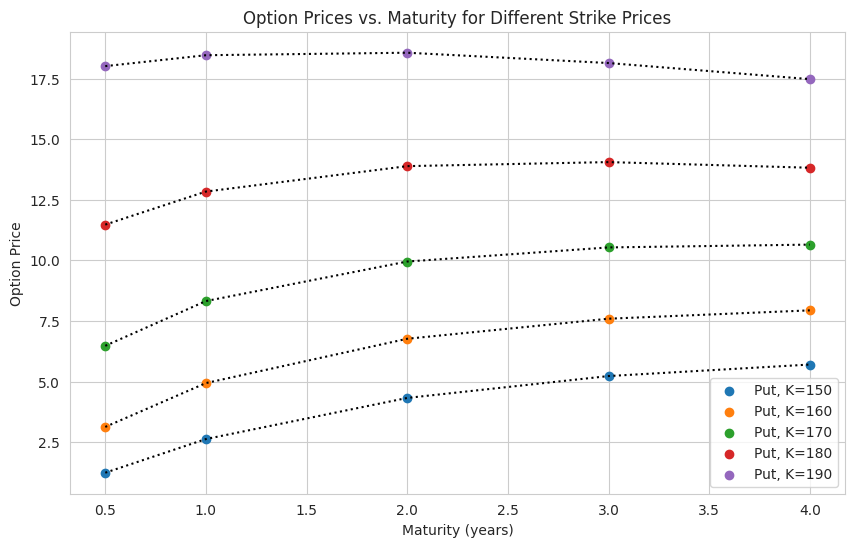 Option Prices vs. Maturity for Different Strike Prices
Option Price
17.5
15.0
12.5
10.0
7.5
5.0
2.5
Put, K=150
Put, K=160
Put, K=170
Put, K=180
Put, K=190
0.5 1.0 1.5 2.0 2.5 3.0 3.5 4.0
Maturity (years)